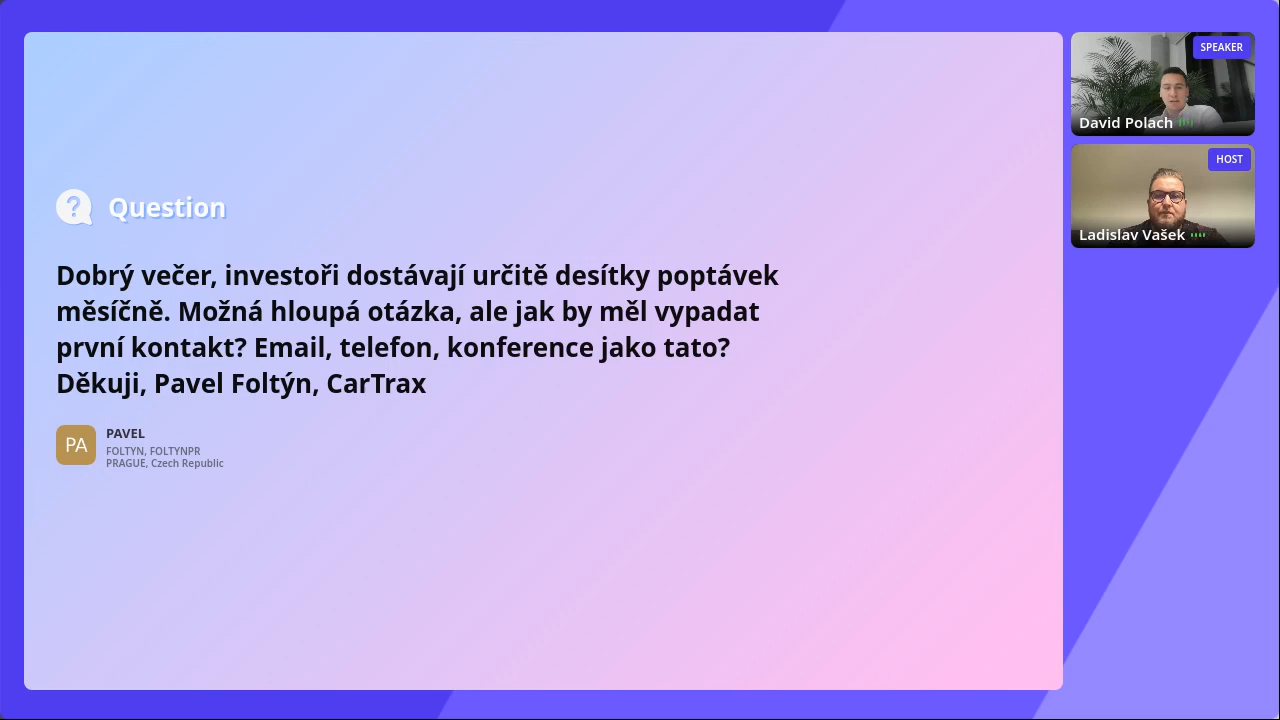 Question
Dobrý večer, investoři dostávají určitě desítky poptávek
měsíčně. Možná hloupá otázka, ale jak by měl vypadat
první kontakt? Email, telefon, konference jako tato?
Děkuji, Pavel Foltýn, CarTrax
PA
PAVEL
FOLTYN, FOLTYNPR
PRAGUE, Czech Republic
SPEAKER
David Polach
HOST
Ladislav Vašek